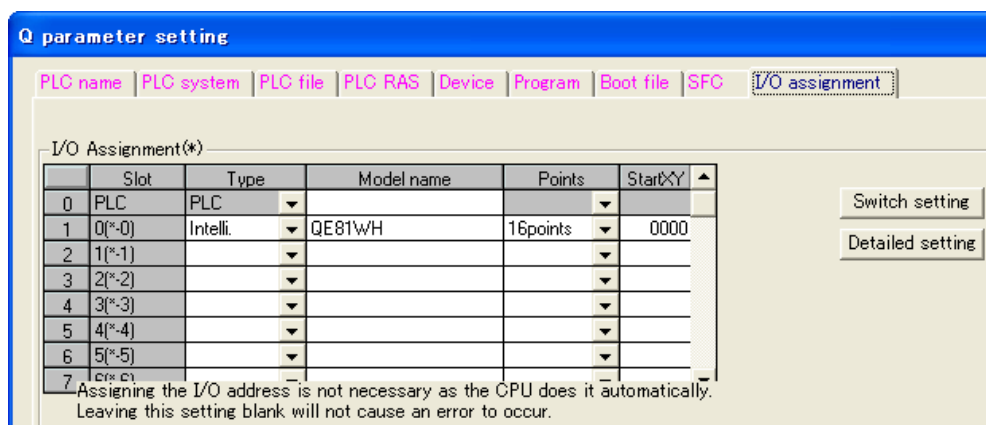 Q parameter setting
PLC name PLC system PLC file PLC RAS Device Program Boot file SFC I/O assignment
I/O Assignment(*)
Slot Type Model name Points StartXY
0 PLC PLC
1 0(*-0) Intelli. QE81WH 16points 0000
2 1(*-1)
3 2(*-2)
4 3(*-3)
5 4(*-4)
6 5(*-5)
7 6(*-6)
Switch setting
Detailed setting
Assigning the I/O address is not necessary as the CPU does it automatically.
Leaving this setting blank will not cause an error to occur.